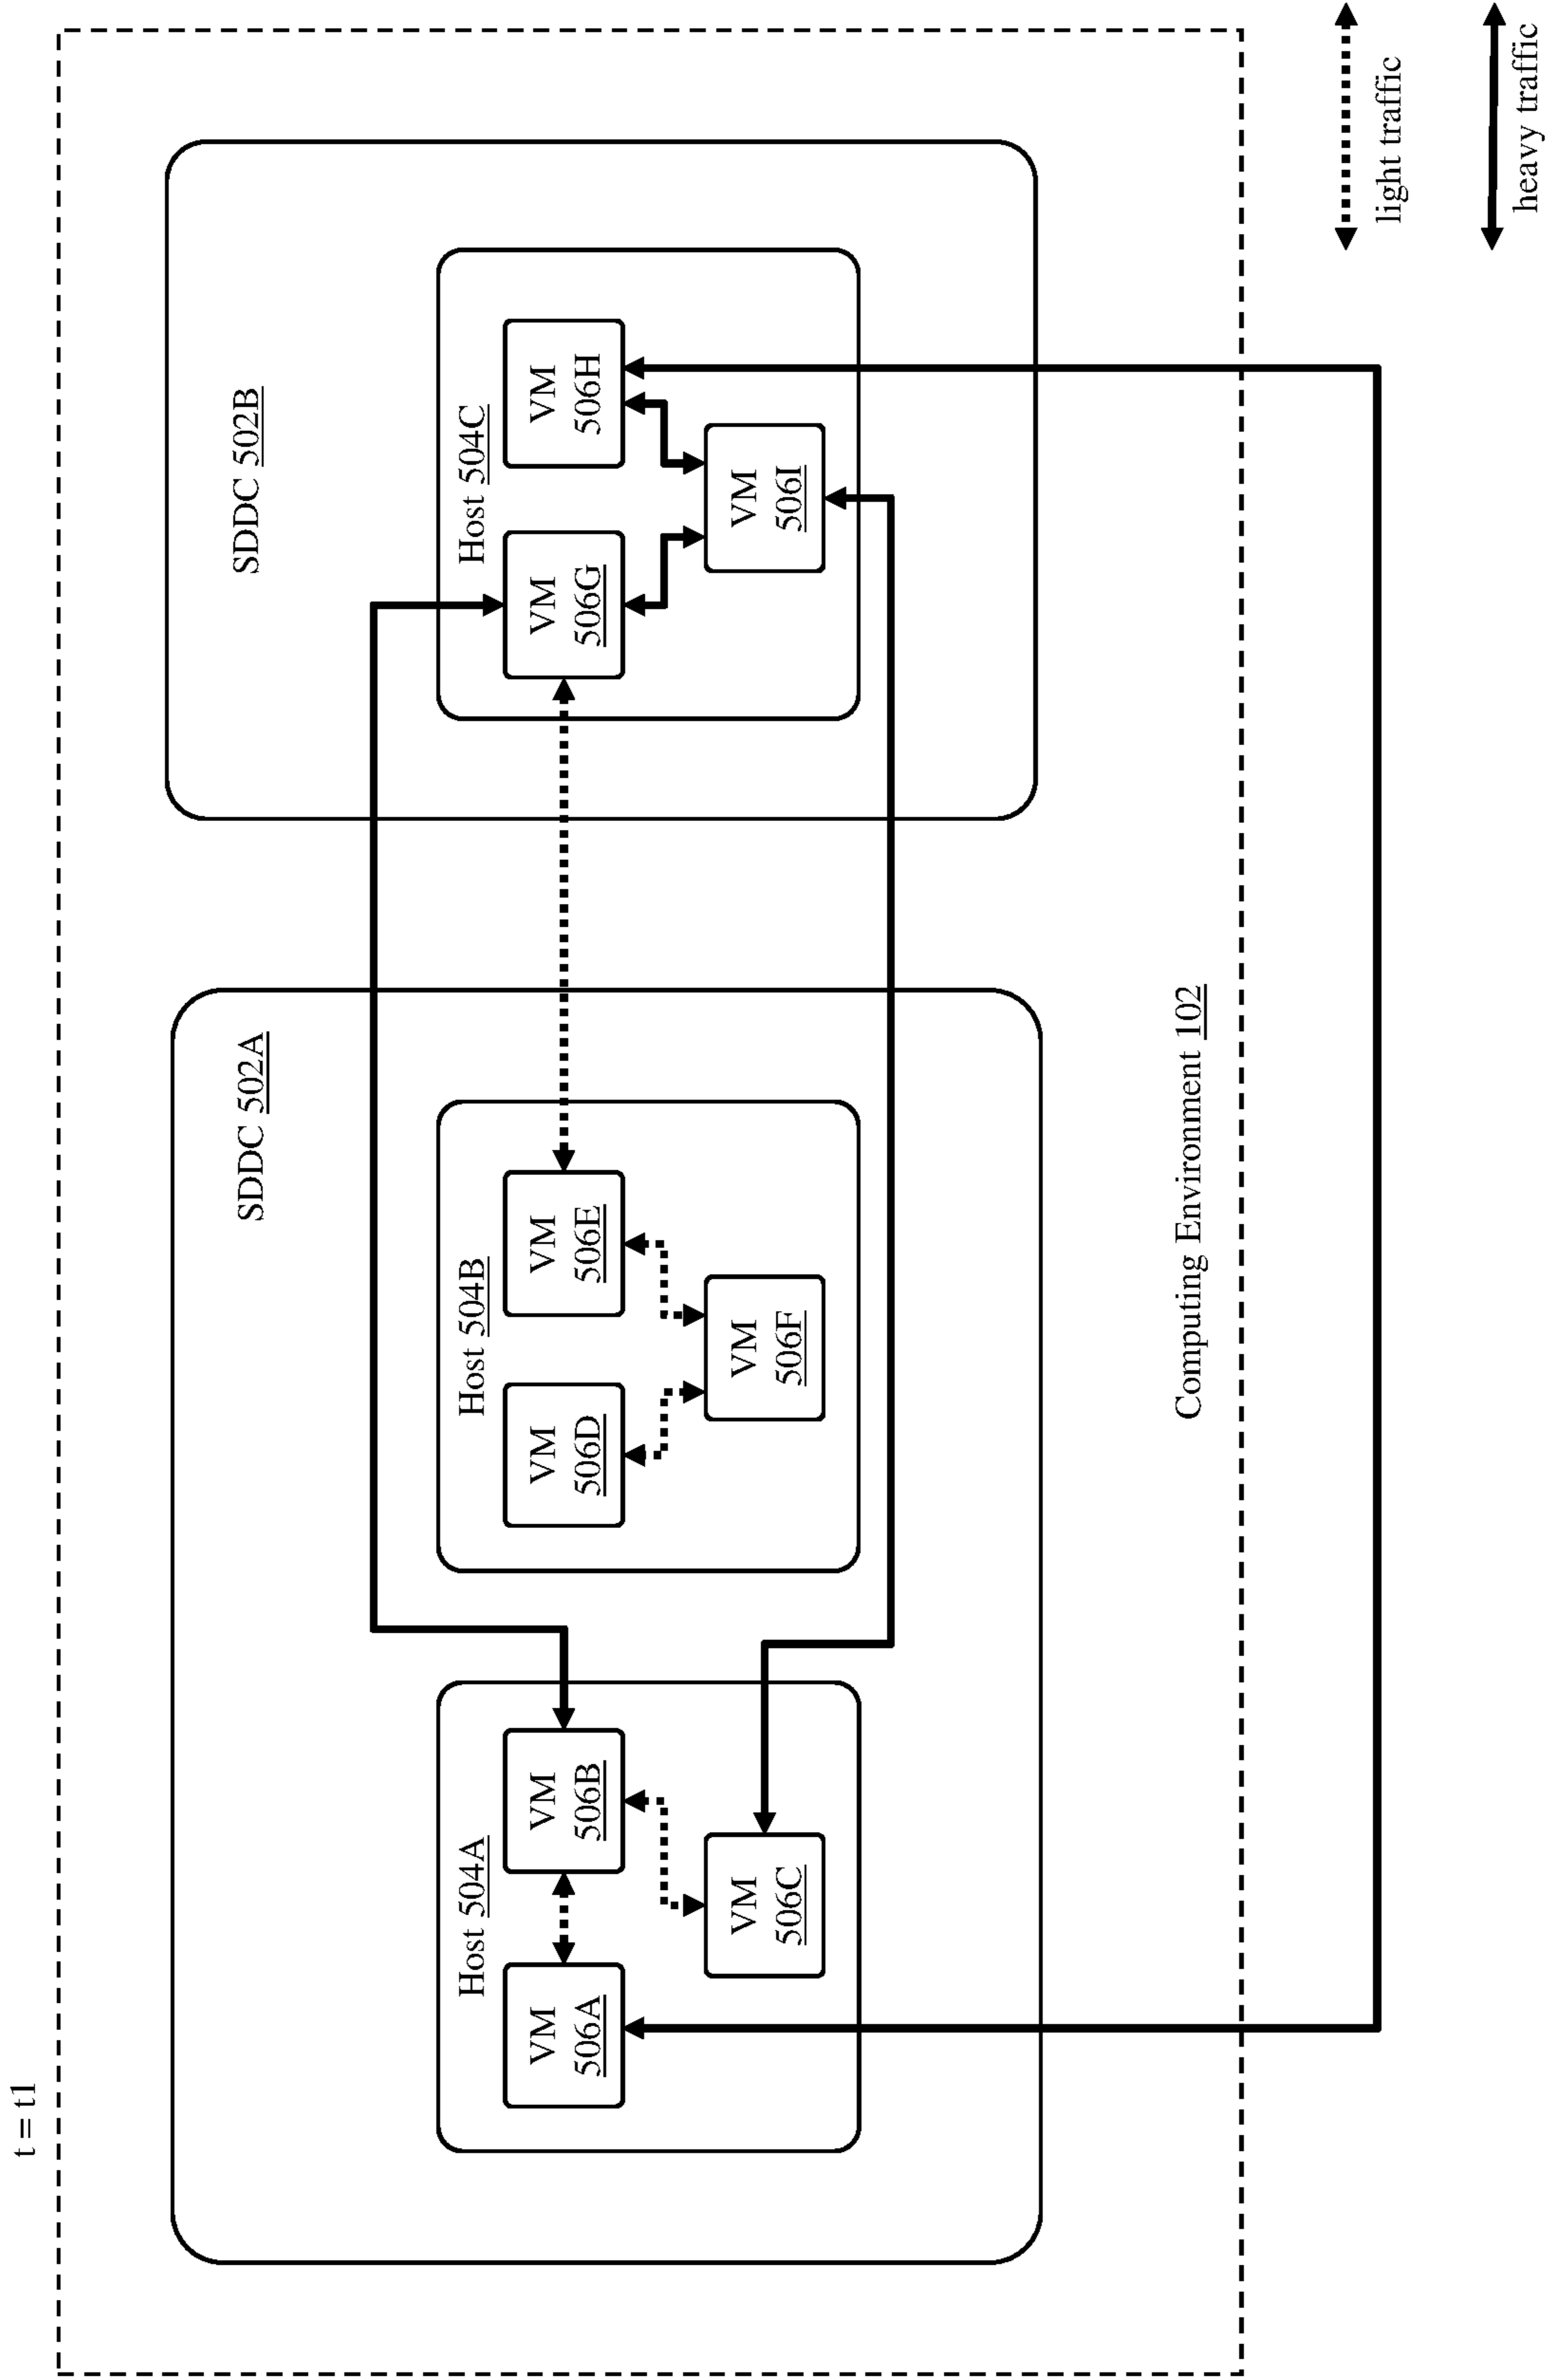 t = t1
SDDC 502A
SDDC 502B
Host 504A
Host 504B
Host 504C
VM
506A
VM
506B
VM
506D
VM
506E
VM
506G
VM
506H
VM
506C
VM
506F
VM
506I
Computing Environment 102
light traffic
heavy traffic